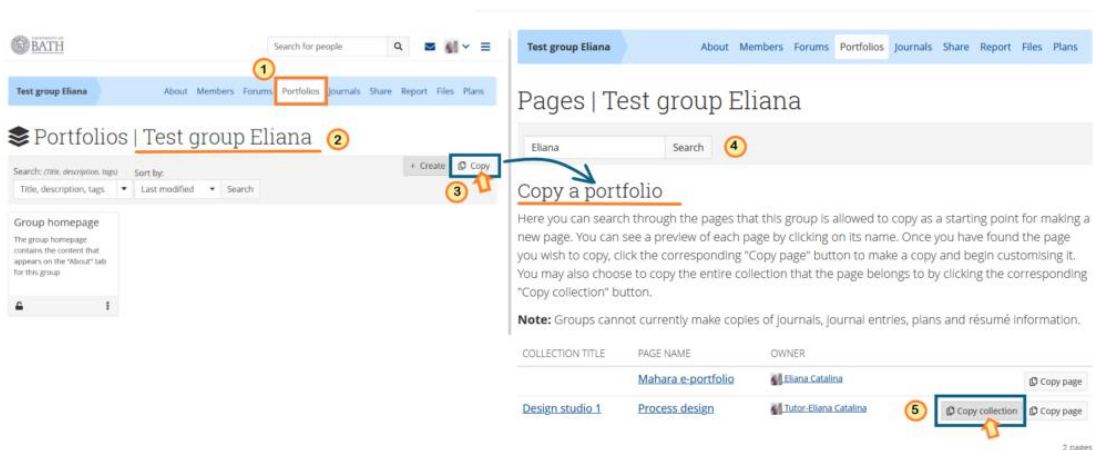 UNIVERSITY OF
BATH
Search for people
1
Test group Eliana
About Members Forums Portfolios Journals Share Report Files Plans
Portfolios | Test group Eliana
2
+ Create Copy
3
Search: (Title, description, tags) Sort by:
Title, description, tags Last modified Search
Group homepage
The group homepage
contains the content that
appears on the "About" tab
for this group
Test group Eliana
About Members Forums Portfolios Journals Share Report Files Plans
Pages | Test group Eliana
Eliana Search
4
Copy a portfolio
Here you can search through the pages that this group is allowed to copy as a starting point for making a
new page. You can see a preview of each page by clicking on its name. Once you have found the page
you wish to copy, click the corresponding "Copy page" button to make a copy and begin customising it.
You may also choose to copy the entire collection that the page belongs to by clicking the corresponding
"Copy collection" button.
Note: Groups cannot currently make copies of journals, journal entries, plans and résumé information.
COLLECTION TITLE PAGE NAME OWNER
Mahara e-portfolio Eliana Catalina Copy page
Design studio 1 Process design Tutor-Eliana Catalina 5 Copy collection Copy page
2 pages